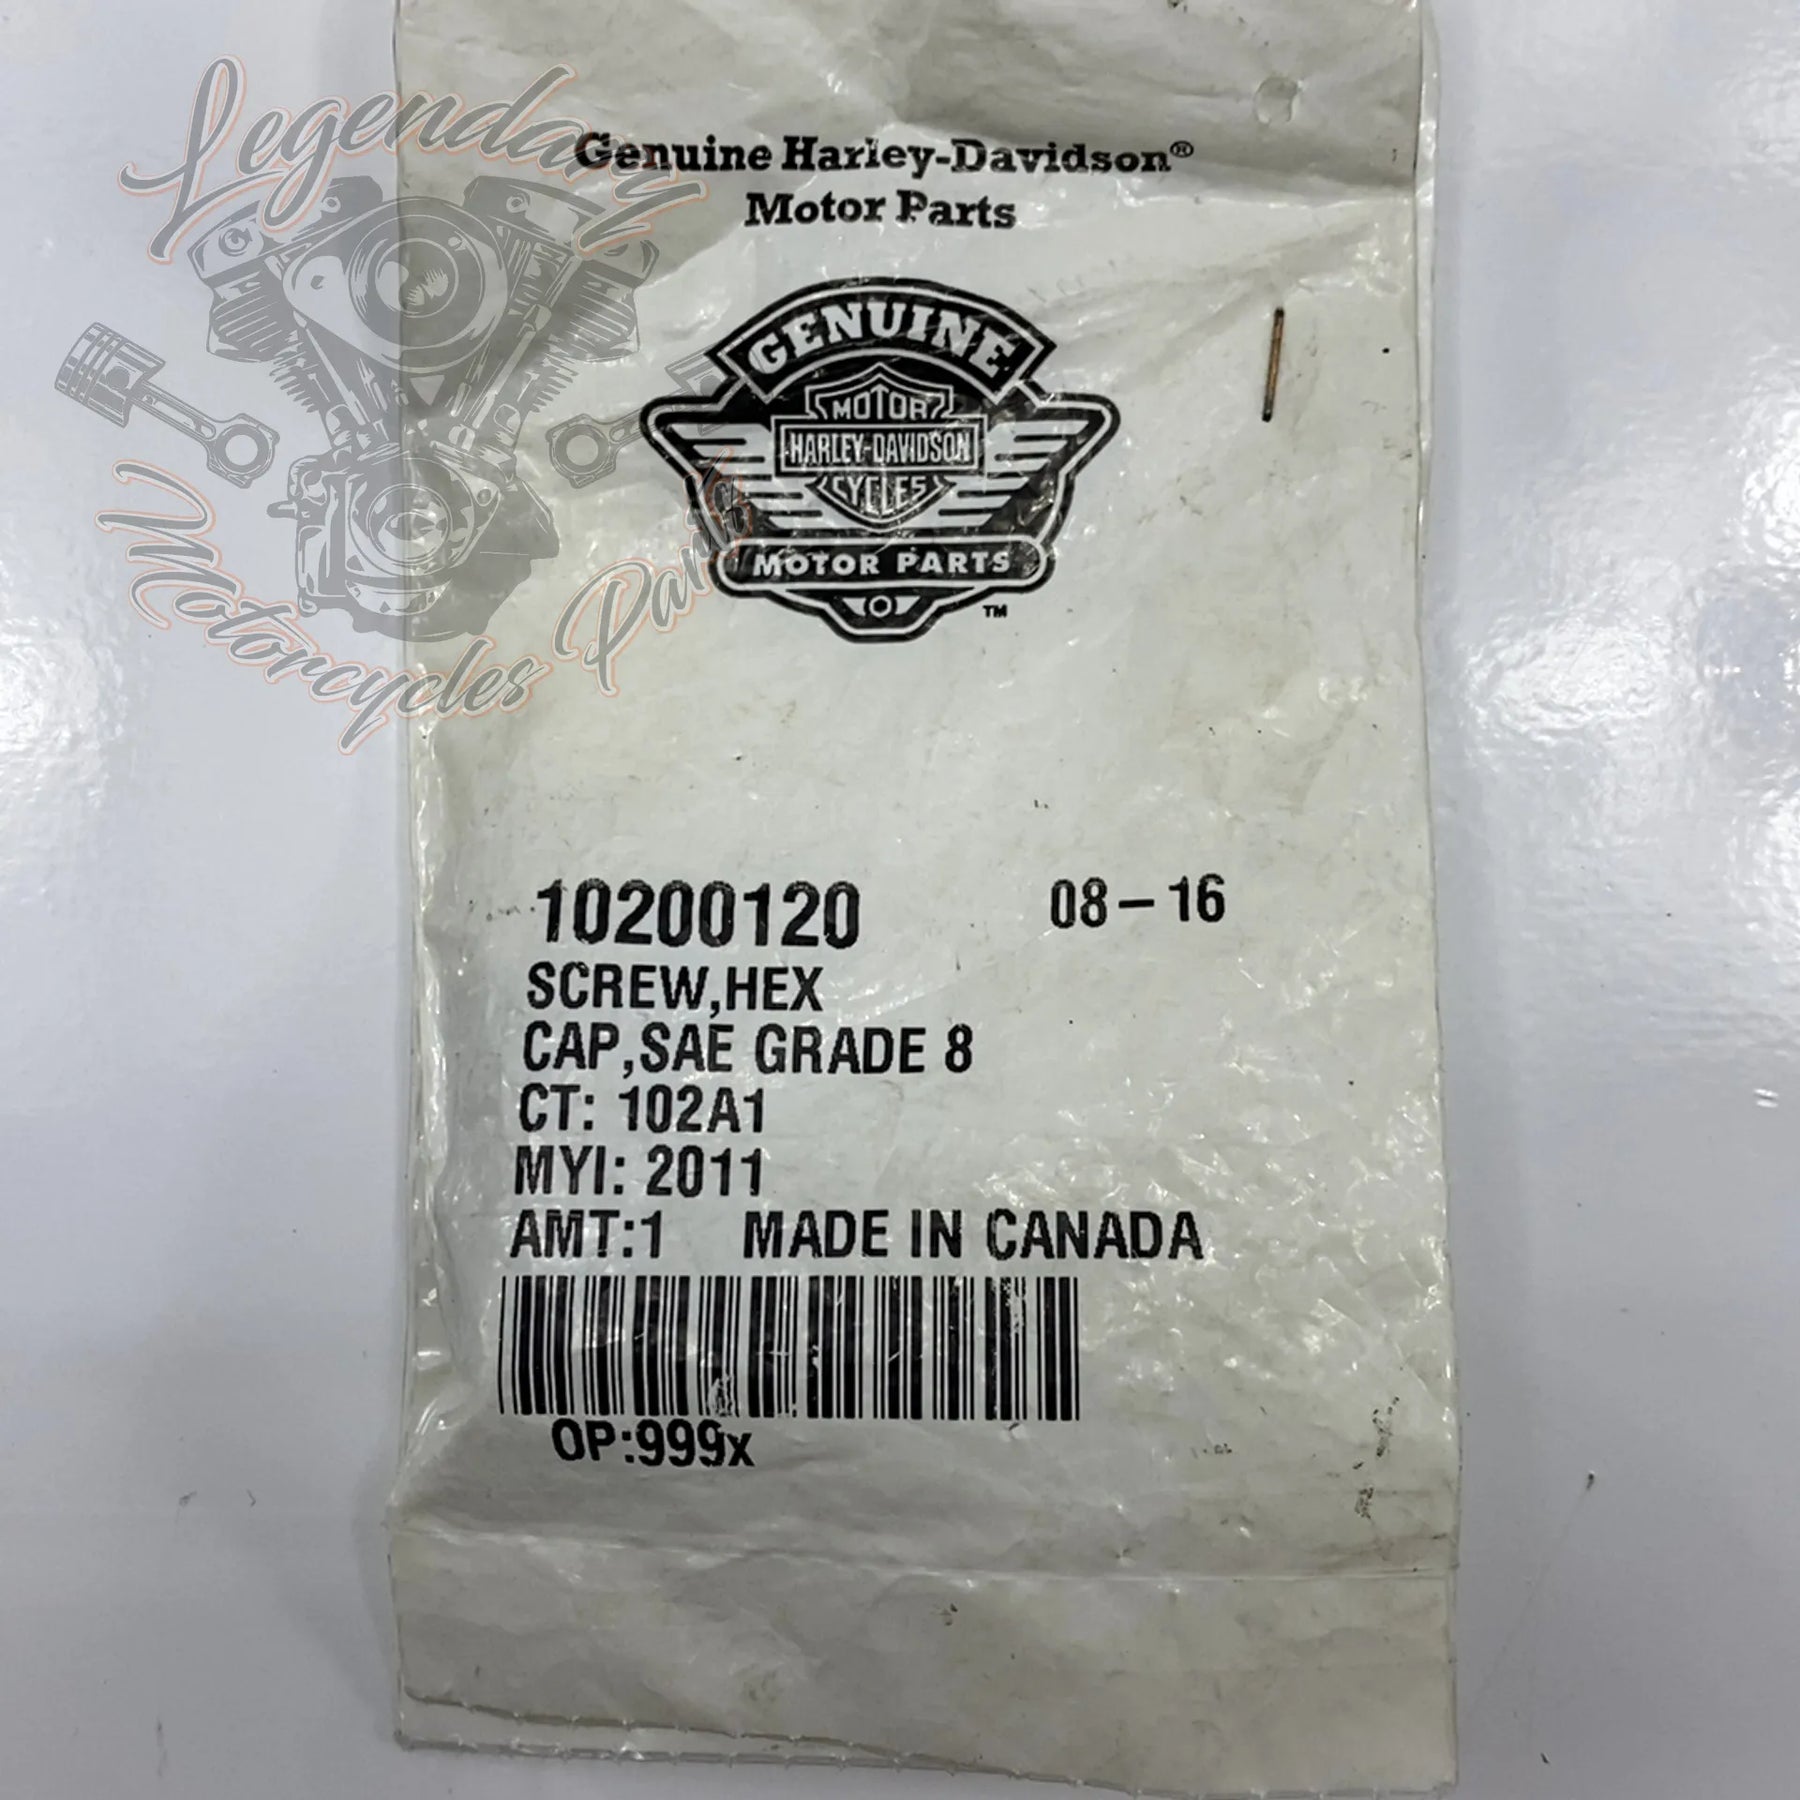 Legendary
Motorcycles Parts
Genuine Harley-Davidson®
Motor Parts
GENUINE
MOTOR
HARLEY-DAVIDSON
CYCLES
MOTOR PARTS
™
10200120 08-16
SCREW,HEX
CAP,SAE GRADE 8
CT: 102A1
MYI: 2011
AMT:1 MADE IN CANADA
OP:999x